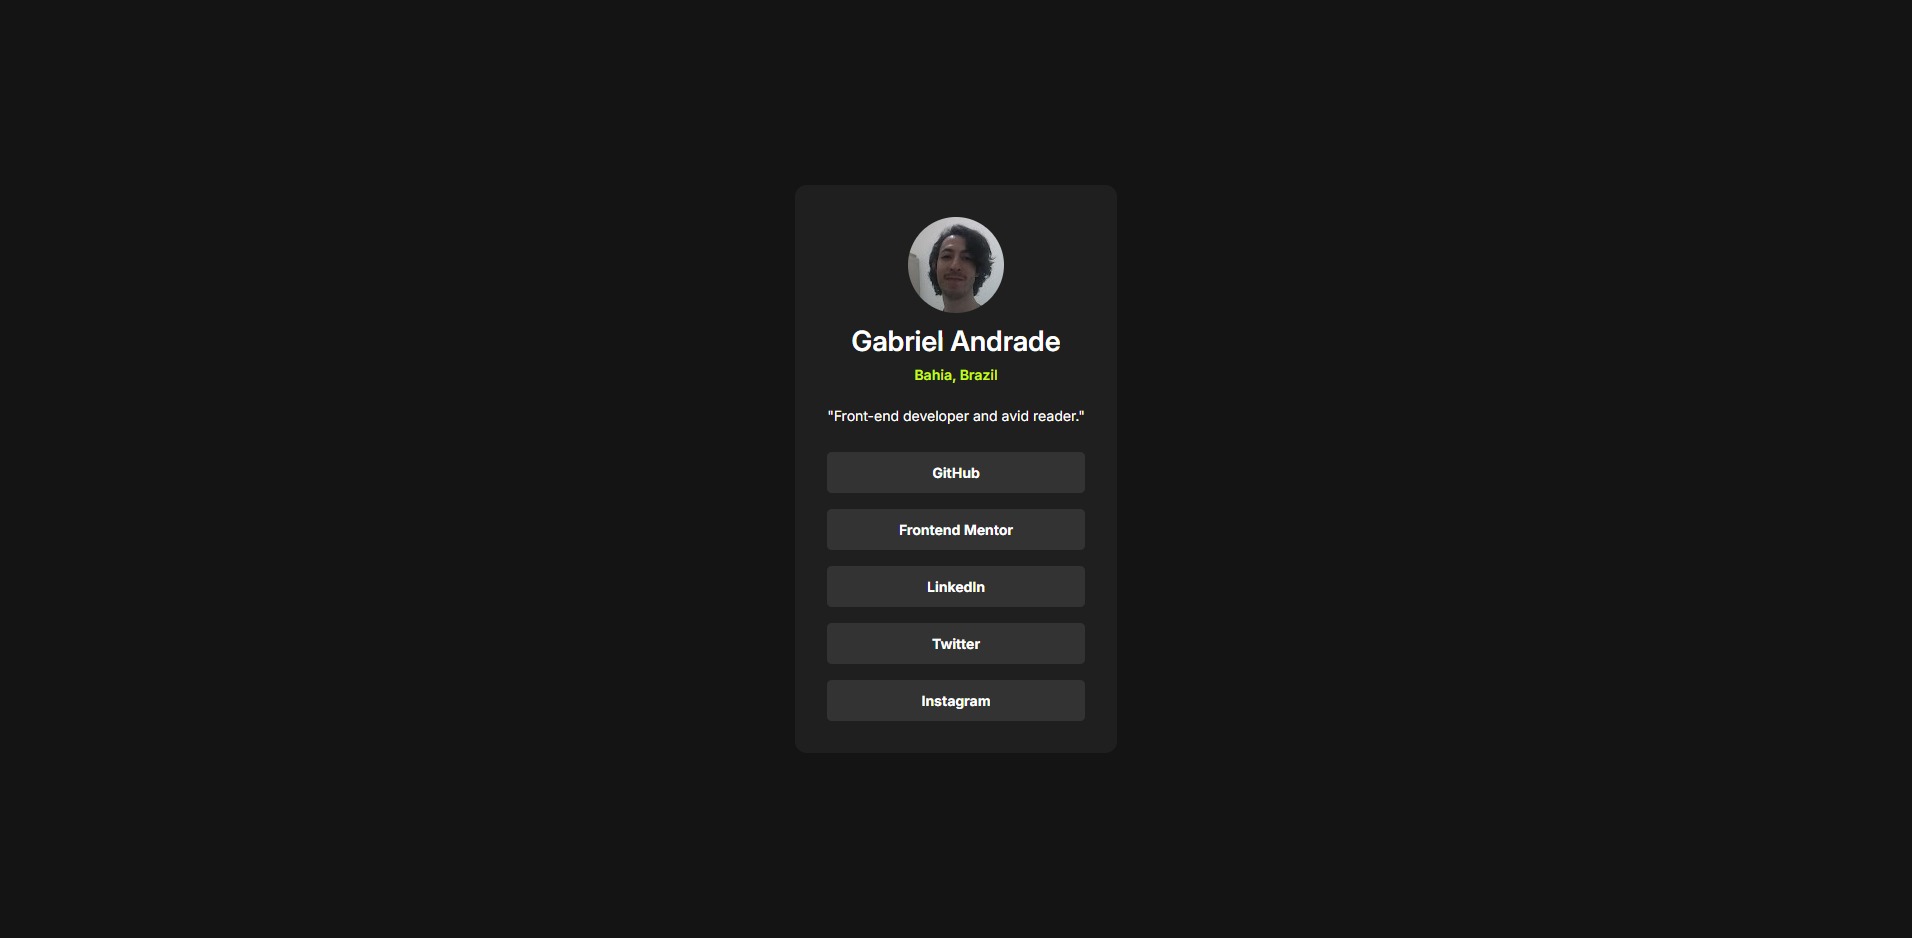 Gabriel Andrade
Bahia, Brazil
"Front-end developer and avid reader."
GitHub
Frontend Mentor
LinkedIn
Twitter
Instagram